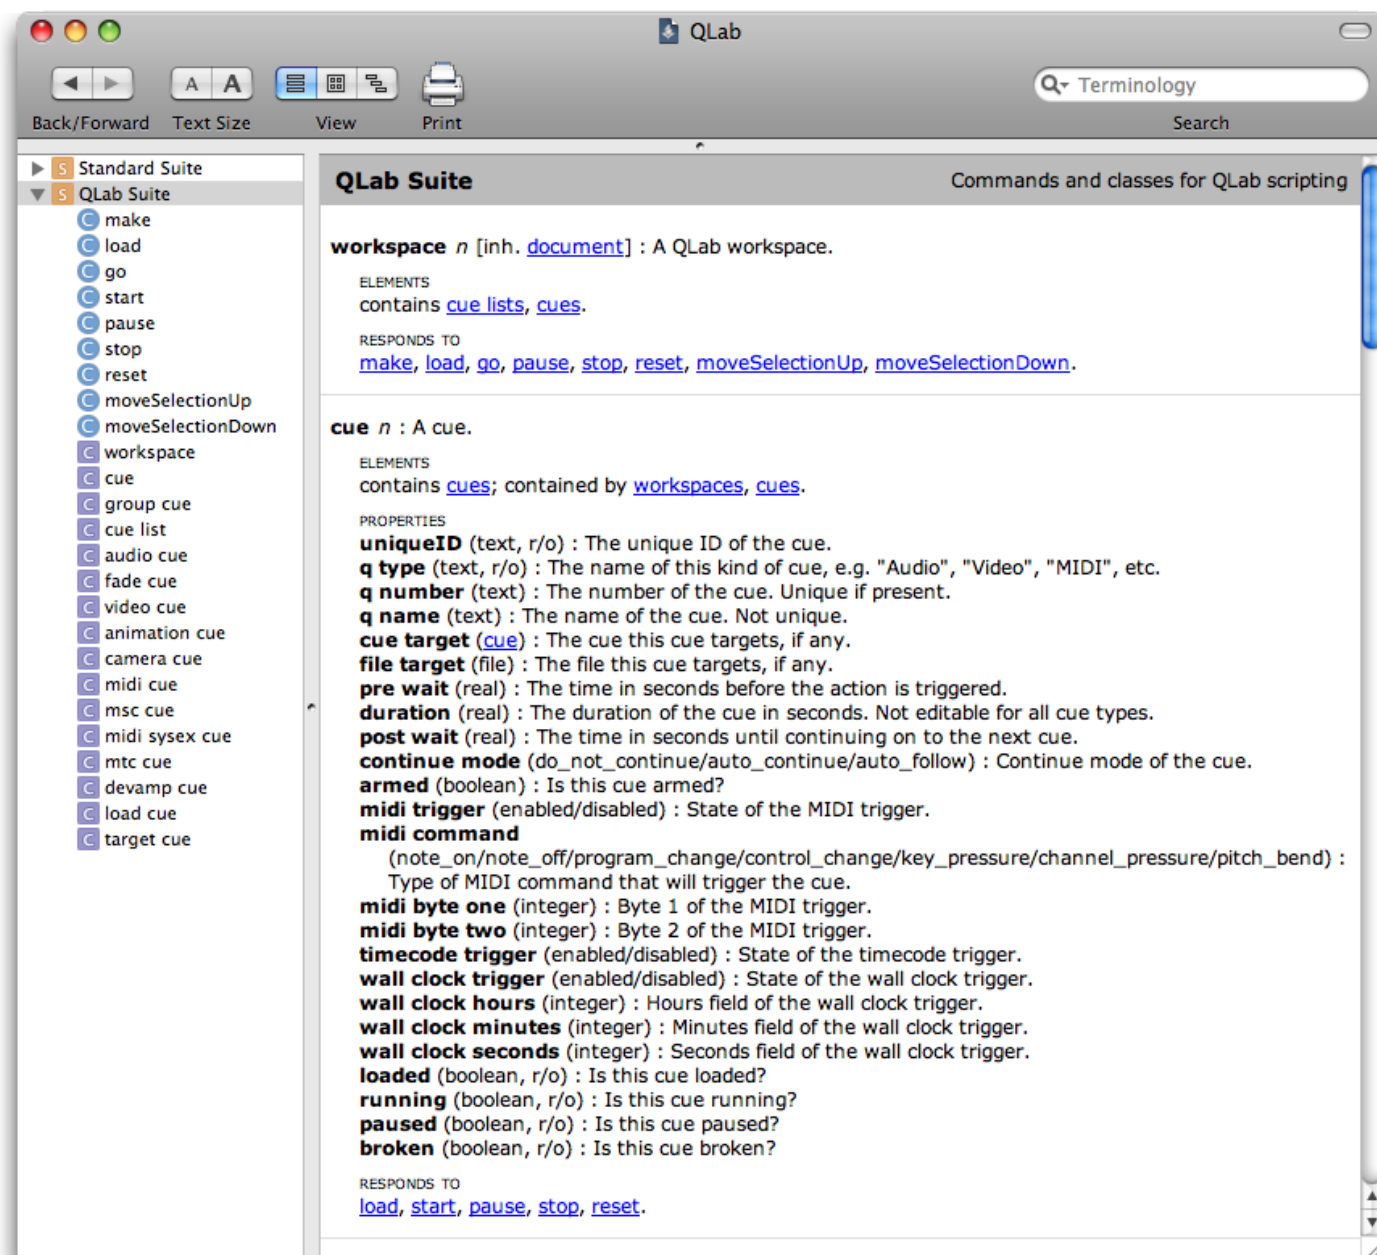 QLab
A A
Back/Forward Text Size View Print
Terminology
Search
S Standard Suite
S QLab Suite
C make
C load
C go
C start
C pause
C stop
C reset
C moveSelectionUp
C moveSelectionDown
C workspace
C cue
C group cue
C cue list
C audio cue
C fade cue
C video cue
C animation cue
C camera cue
C midi cue
C msc cue
C midi sysex cue
C mtc cue
C devamp cue
C load cue
C target cue
QLab Suite Commands and classes for QLab scripting
workspace n [inh. document] : A QLab workspace.
ELEMENTS
contains cue lists, cues.
RESPONDS TO
make, load, go, pause, stop, reset, moveSelectionUp, moveSelectionDown.
cue n : A cue.
ELEMENTS
contains cues; contained by workspaces, cues.
PROPERTIES
uniqueID (text, r/o) : The unique ID of the cue.
q type (text, r/o) : The name of this kind of cue, e.g. "Audio", "Video", "MIDI", etc.
q number (text) : The number of the cue. Unique if present.
q name (text) : The name of the cue. Not unique.
cue target (cue) : The cue this cue targets, if any.
file target (file) : The file this cue targets, if any.
pre wait (real) : The time in seconds before the action is triggered.
duration (real) : The duration of the cue in seconds. Not editable for all cue types.
post wait (real) : The time in seconds until continuing on to the next cue.
continue mode (do_not_continue/auto_continue/auto_follow) : Continue mode of the cue.
armed (boolean) : Is this cue armed?
midi trigger (enabled/disabled) : State of the MIDI trigger.
midi command
(note_on/note_off/program_change/control_change/key_pressure/channel_pressure/pitch_bend) :
Type of MIDI command that will trigger the cue.
midi byte one (integer) : Byte 1 of the MIDI trigger.
midi byte two (integer) : Byte 2 of the MIDI trigger.
timecode trigger (enabled/disabled) : State of the timecode trigger.
wall clock trigger (enabled/disabled) : State of the wall clock trigger.
wall clock hours (integer) : Hours field of the wall clock trigger.
wall clock minutes (integer) : Minutes field of the wall clock trigger.
wall clock seconds (integer) : Seconds field of the wall clock trigger.
loaded (boolean, r/o) : Is this cue loaded?
running (boolean, r/o) : Is this cue running?
paused (boolean, r/o) : Is this cue paused?
broken (boolean, r/o) : Is this cue broken?
RESPONDS TO
load, start, pause, stop, reset.